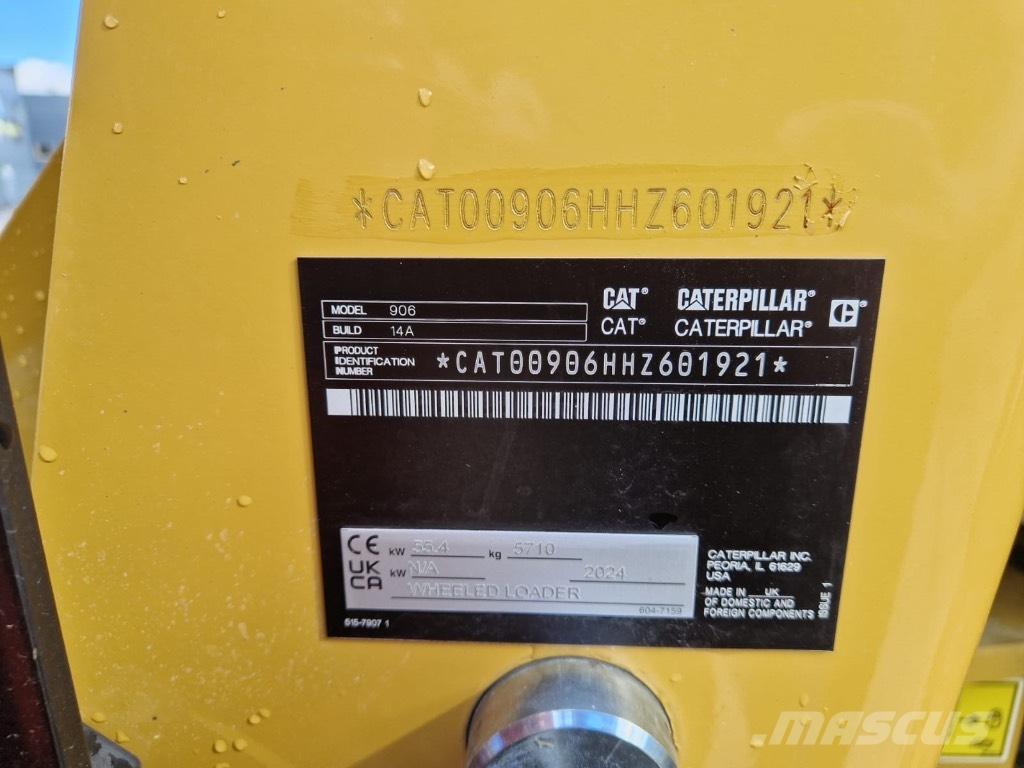 *CAT00906HHZ601921*
MODEL 906
BUILD 14A
CAT® CATERPILLAR®
CAT® CATERPILLAR®
C ®
PRODUCT
IDENTIFICATION
NUMBER
*CAT00906HHZ601921*
CE kW 55.4 kg 5710
UKCA kW N/A 2024
WHEELED LOADER
604-7159
515-7907 1
CATERPILLAR INC.
PEORIA, IL 61629
USA
MADE IN UK
OF DOMESTIC AND
FOREIGN COMPONENTS
ISSUE 1
MASCUS